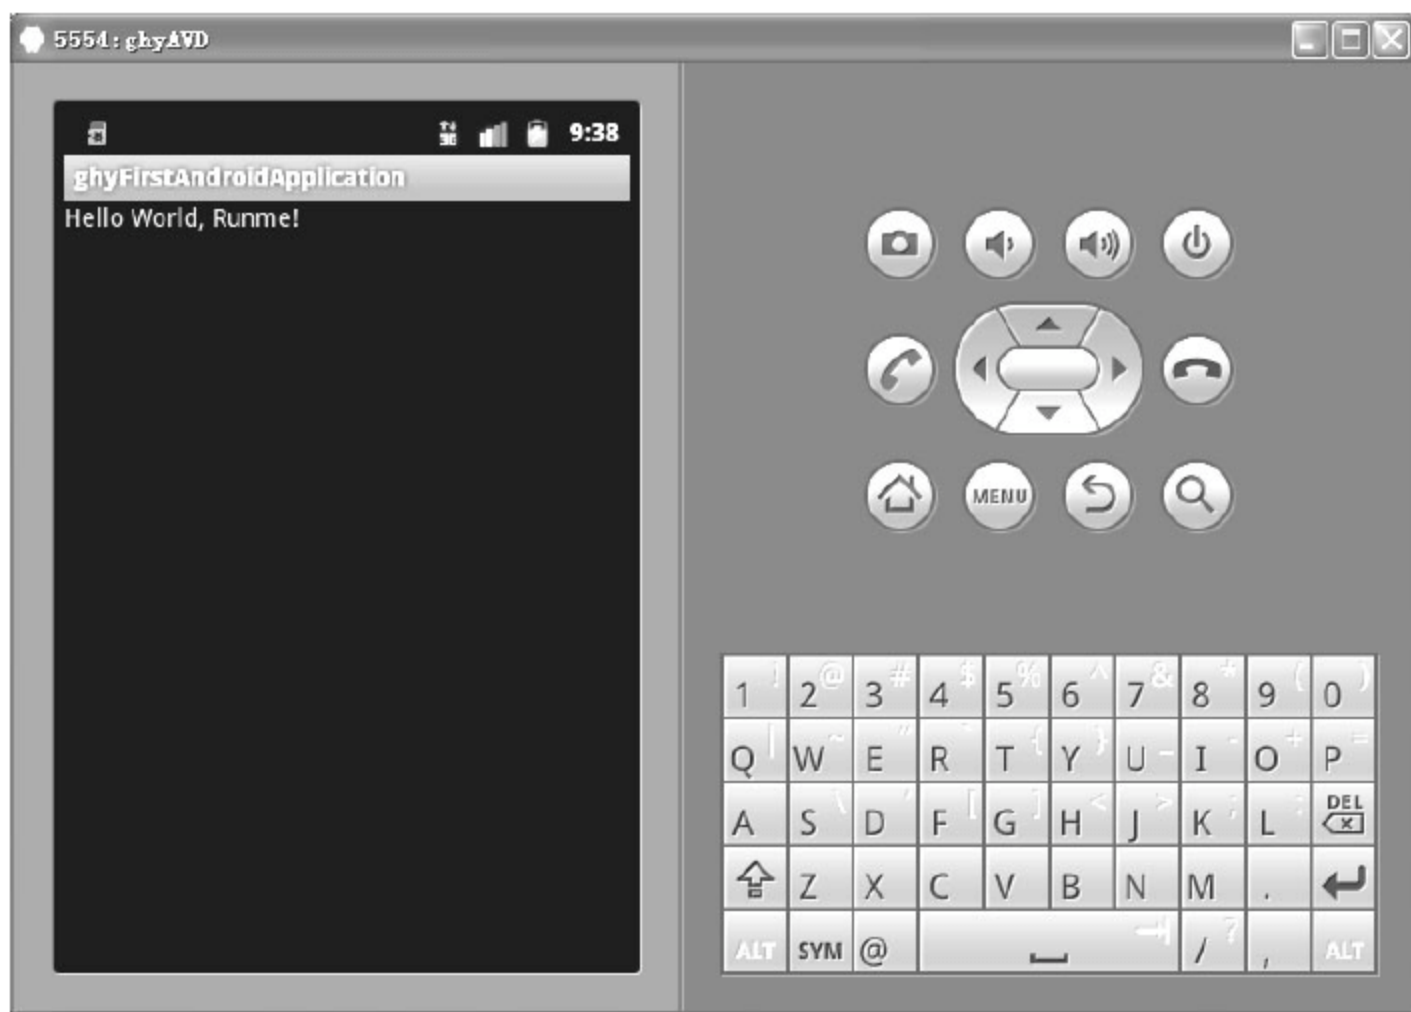 5554:ghyAVD
9:38
ghyFirstAndroidApplication
Hello World, Runme!
MENU
1 ! 2 @ 3 # 4 $ 5 % 6 ^ 7 & 8 * 9 ( 0 )
Q | W ~ E " R ` T { Y } U _ I - O + P =
A S \ D ' F [ G ] H < J > K ; L : DEL
Z X C V B N M .
ALT SYM @ / ? , ALT